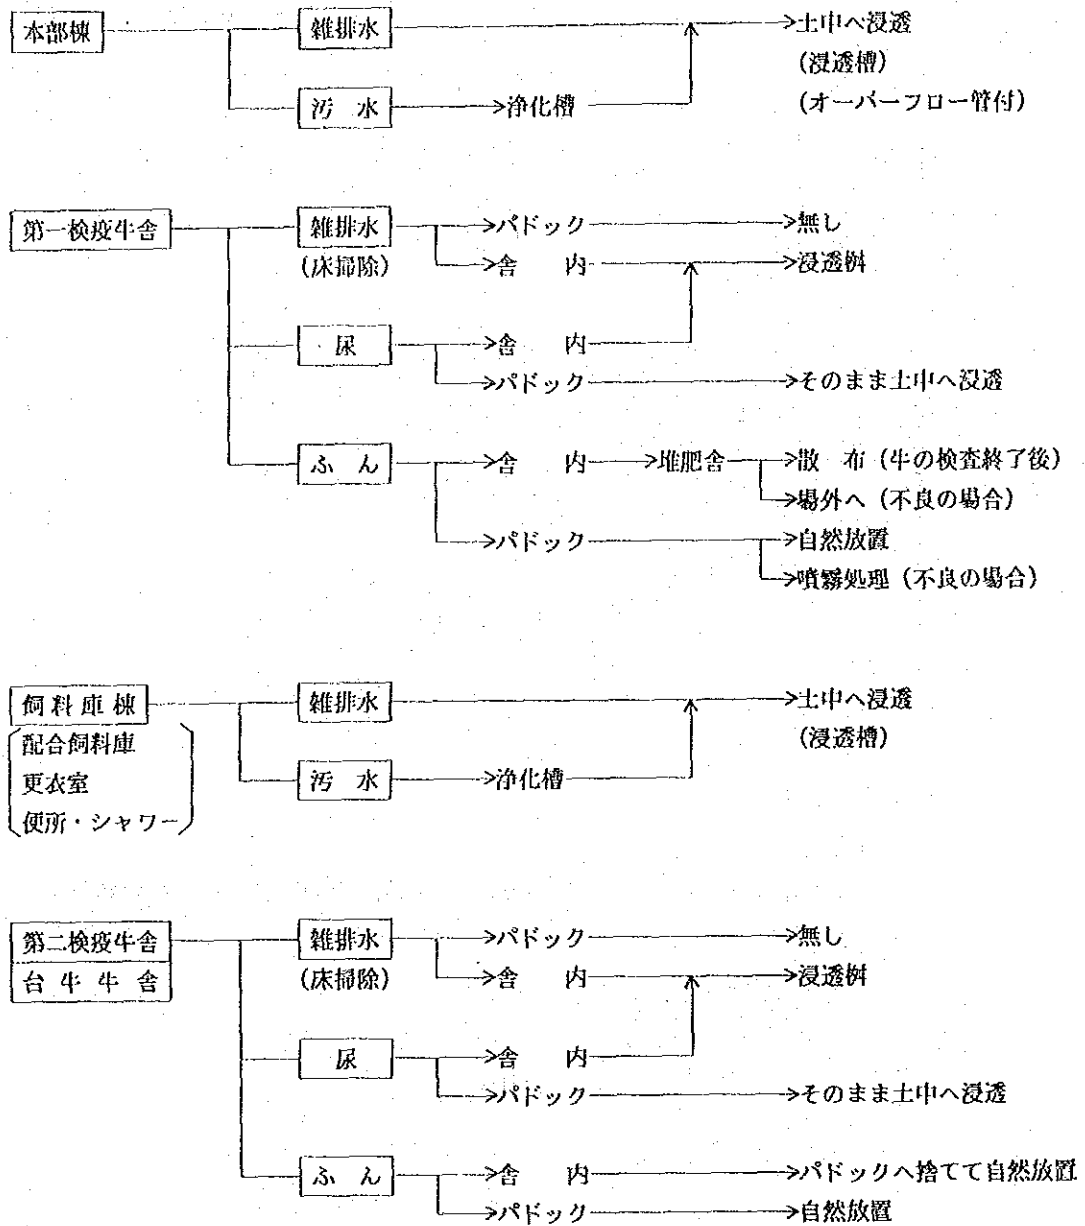 本部棟 雑排水 土中へ浸透
(浸透槽)
汚 水 浄化槽 (オーバーフロー管付)
第一検疫牛舎 雑排水 パドック 無し
(床掃除) 舎 内 浸透桝
尿 舎 内
パドック そのまま土中へ浸透
ふ ん 舎 内 堆肥舎 散 布 (牛の検査終了後)
場外へ (不良の場合)
パドック 自然放置
噴霧処理 (不良の場合)
飼料庫棟 雑排水 土中へ浸透
配合飼料庫 (浸透槽)
更衣室 汚 水 浄化槽
便所・シャワー
第二検疫牛舎 雑排水 パドック 無し
台牛牛舎 (床掃除) 舎 内 浸透桝
尿 舎 内
パドック そのまま土中へ浸透
ふ ん 舎 内 パドックへ捨てて自然放置
パドック 自然放置